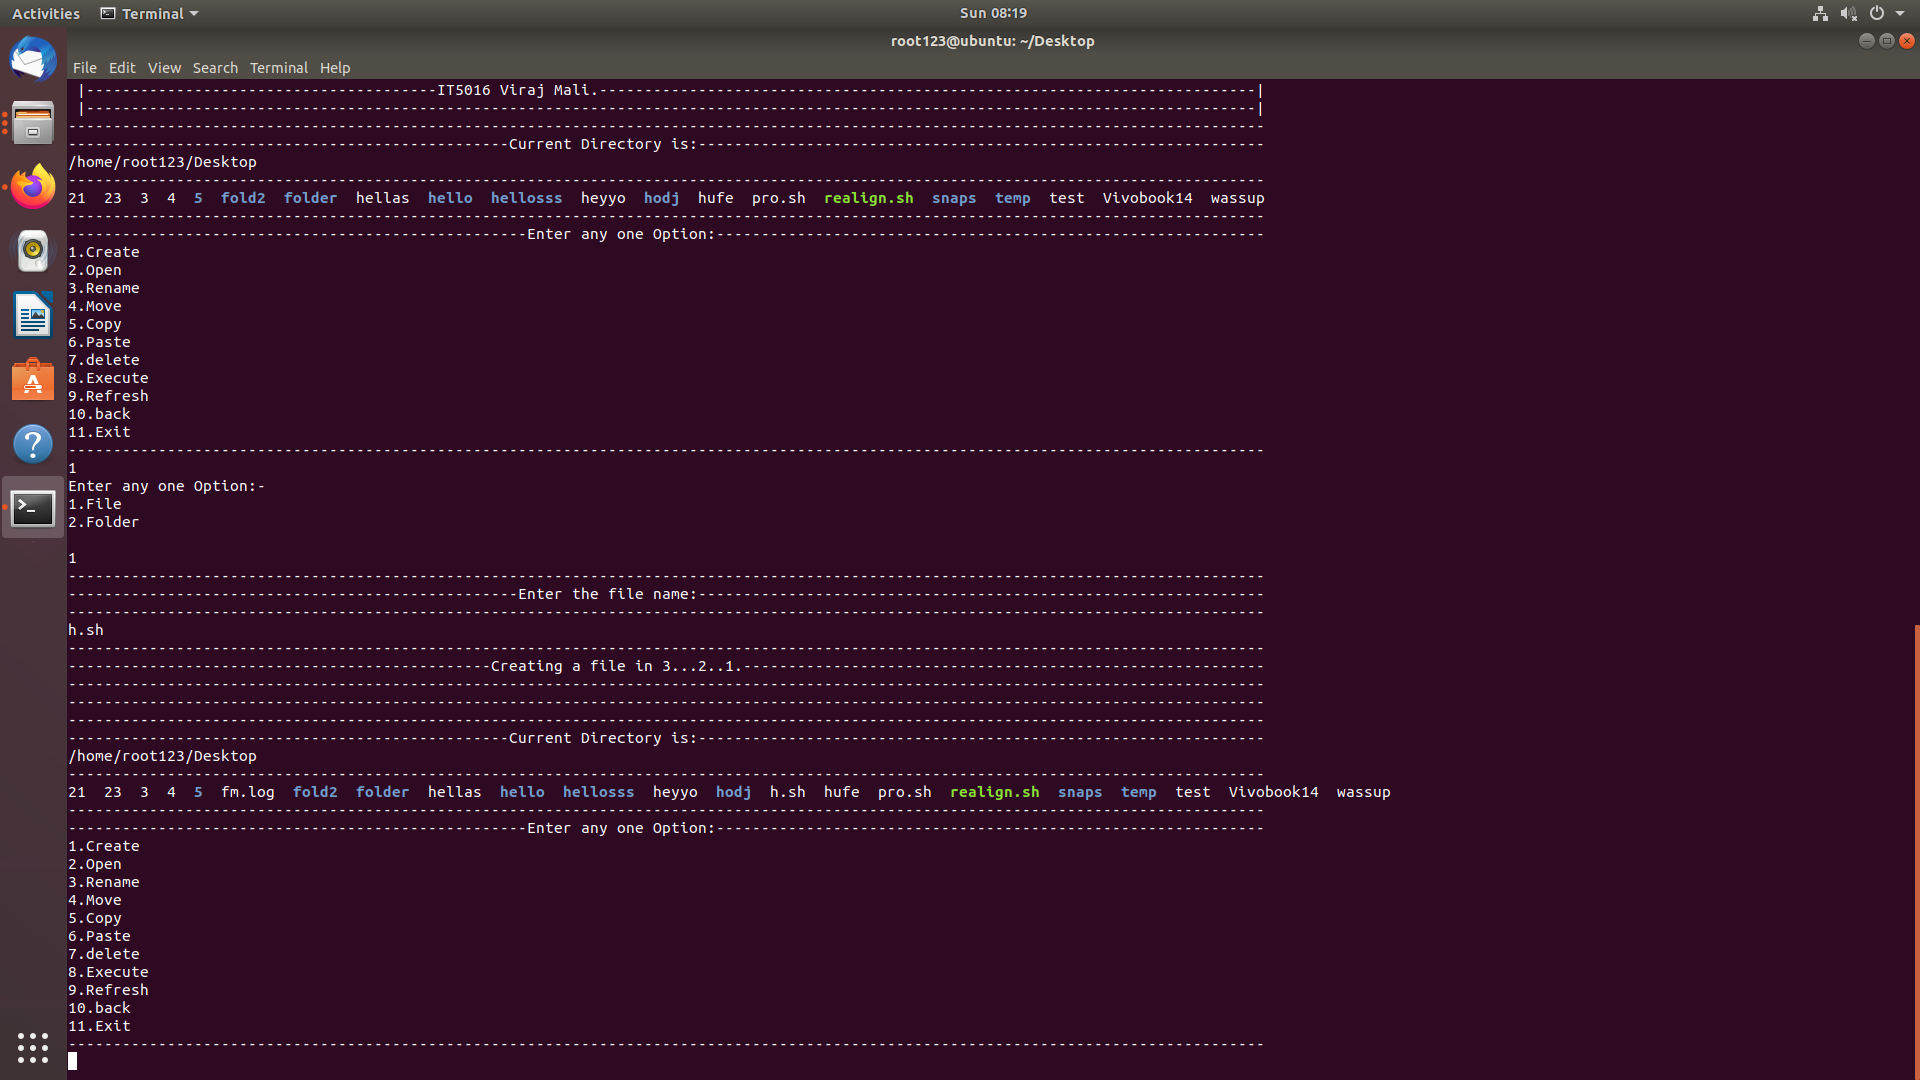 Activities Terminal Sun 08:19
root123@ubuntu: ~/Desktop
File Edit View Search Terminal Help
|---------------------------------------IT5016 Viraj Mali.-------------------------------------------------------------------------|
|----------------------------------------------------------------------------------------------------------------------------------|
-------------------------------------------------------------------------------------------------------------------------------------
-------------------------------------------------Current Directory is:---------------------------------------------------------------
/home/root123/Desktop
-------------------------------------------------------------------------------------------------------------------------------------
21 23 3 4 5 fold2 folder hellas hello hellosss heyyo hodj hufe pro.sh realign.sh snaps temp test Vivobook14 wassup
-------------------------------------------------------------------------------------------------------------------------------------
---------------------------------------------------Enter any one Option:-------------------------------------------------------------
1.Create
2.Open
3.Rename
4.Move
5.Copy
6.Paste
7.delete
8.Execute
9.Refresh
10.back
11.Exit
-------------------------------------------------------------------------------------------------------------------------------------
1
Enter any one Option:-
1.File
2.Folder
1
-------------------------------------------------------------------------------------------------------------------------------------
--------------------------------------------------Enter the file name:---------------------------------------------------------------
-------------------------------------------------------------------------------------------------------------------------------------
h.sh
-------------------------------------------------------------------------------------------------------------------------------------
-----------------------------------------------Creating a file in 3...2..1.----------------------------------------------------------
-------------------------------------------------------------------------------------------------------------------------------------
-------------------------------------------------------------------------------------------------------------------------------------
-------------------------------------------------------------------------------------------------------------------------------------
-------------------------------------------------Current Directory is:---------------------------------------------------------------
/home/root123/Desktop
-------------------------------------------------------------------------------------------------------------------------------------
21 23 3 4 5 fm.log fold2 folder hellas hello hellosss heyyo hodj h.sh hufe pro.sh realign.sh snaps temp test Vivobook14 wassup
-------------------------------------------------------------------------------------------------------------------------------------
---------------------------------------------------Enter any one Option:-------------------------------------------------------------
1.Create
2.Open
3.Rename
4.Move
5.Copy
6.Paste
7.delete
8.Execute
9.Refresh
10.back
11.Exit
-------------------------------------------------------------------------------------------------------------------------------------